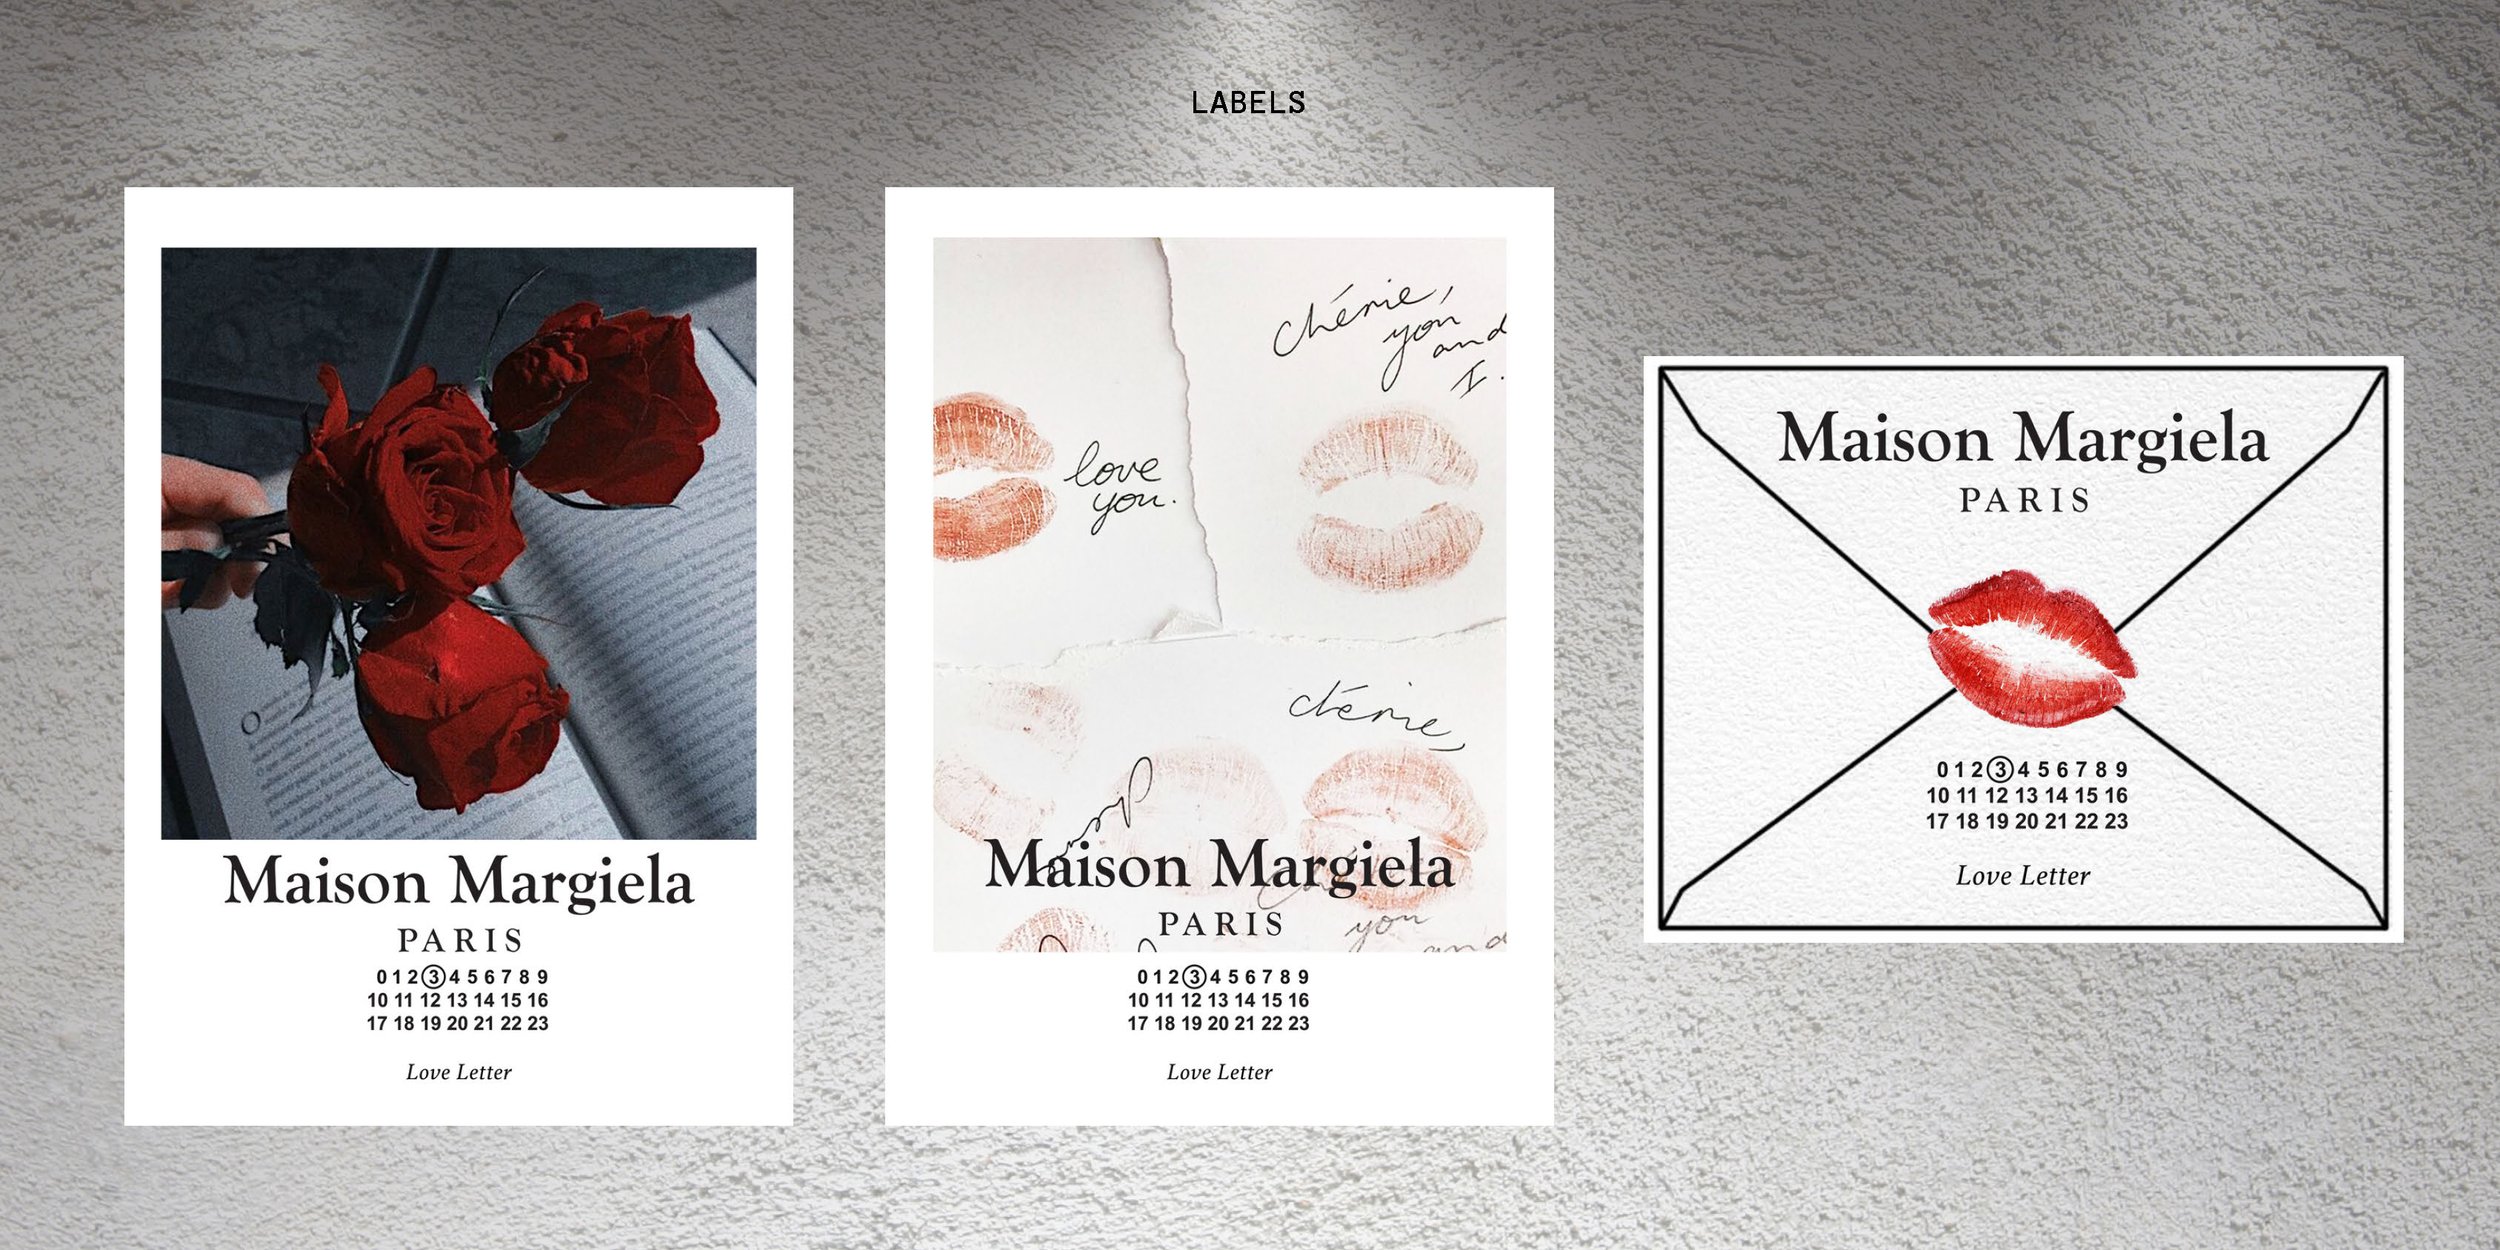 LABELS
Maison Margiela
PARIS
0 1 2 3 4 5 6 7 8 9
10 11 12 13 14 15 16
17 18 19 20 21 22 23
Love Letter
chérie,
you
and
I.
love
you.
chérie,
Maison Margiela
PARIS
you
and
0 1 2 3 4 5 6 7 8 9
10 11 12 13 14 15 16
17 18 19 20 21 22 23
Love Letter
Maison Margiela
PARIS
0 1 2 3 4 5 6 7 8 9
10 11 12 13 14 15 16
17 18 19 20 21 22 23
Love Letter